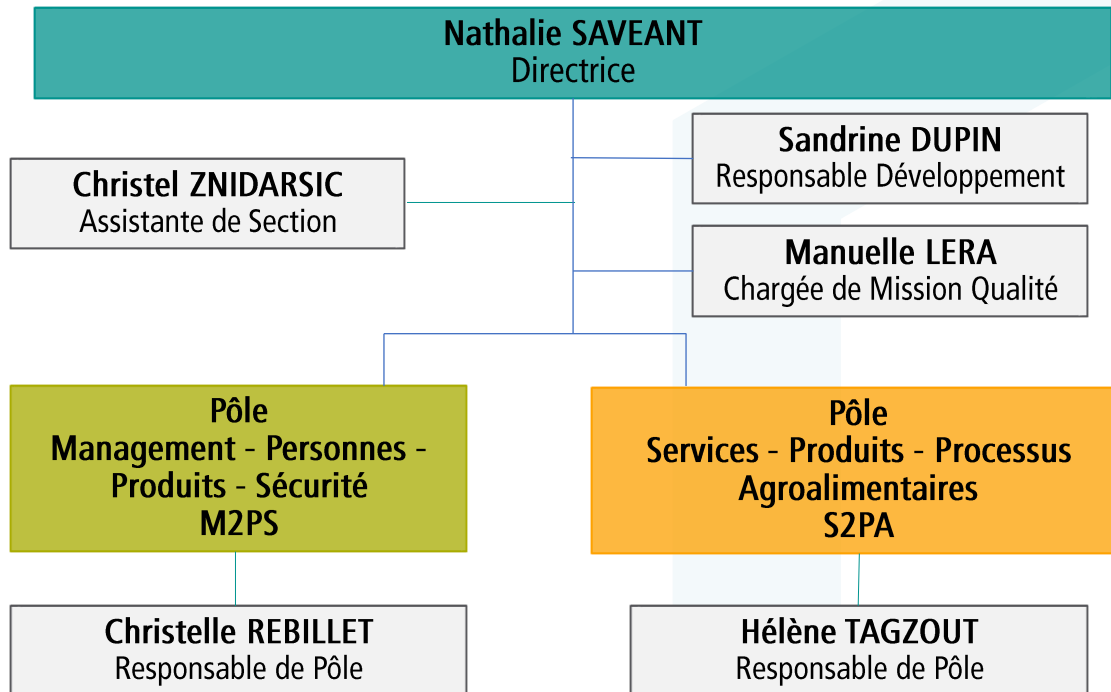 Nathalie SAVEANT
Directrice
Sandrine DUPIN
Responsable Développement
Christel ZNIDARSIC
Assistante de Section
Manuelle LERA
Chargée de Mission Qualité
Pôle
Management - Personnes -
Produits - Sécurité
M2PS
Pôle
Services - Produits - Processus
Agroalimentaires
S2PA
Christelle REBILLET
Responsable de Pôle
Hélène TAGZOUT
Responsable de Pôle